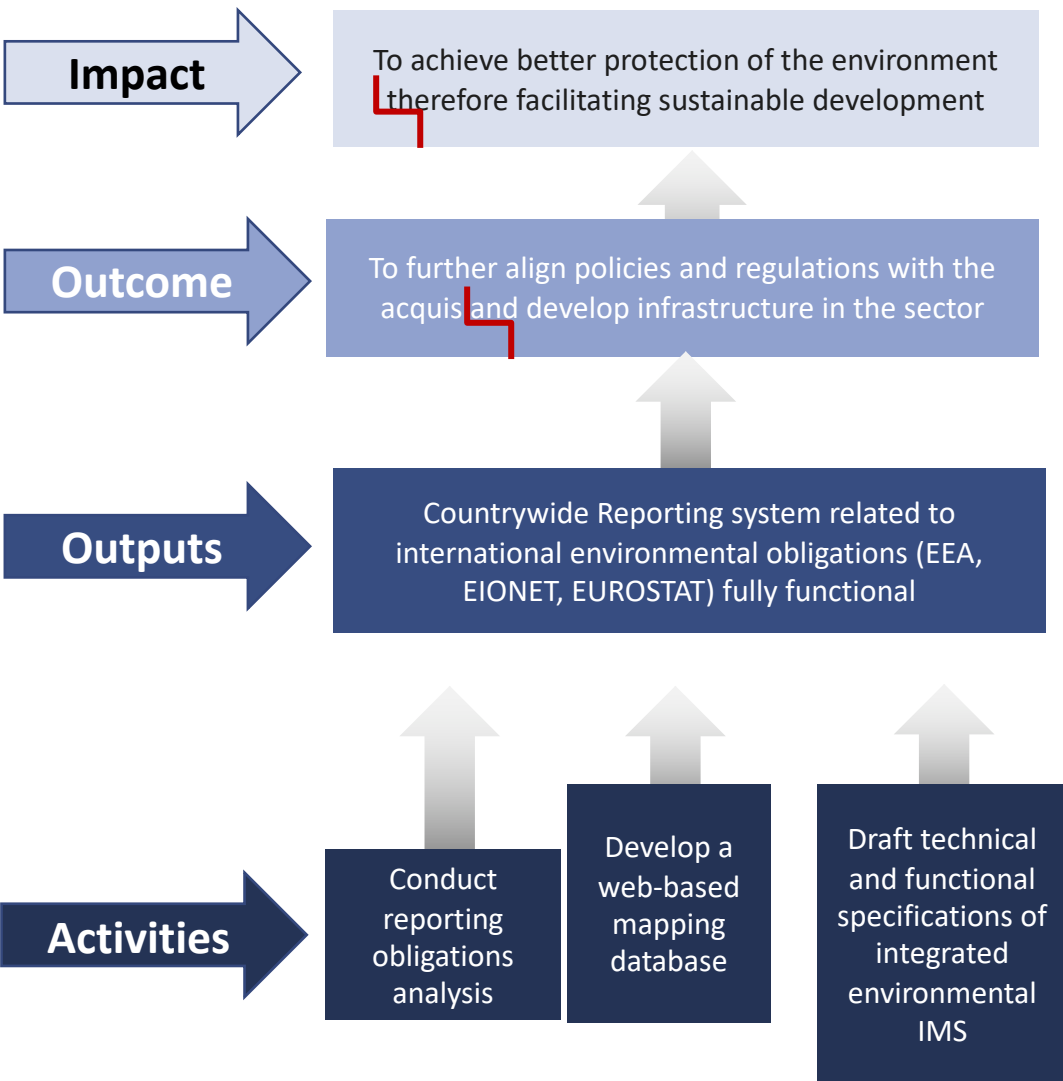 Impact
To achieve better protection of the environment
therefore facilitating sustainable development
Outcome
To further align policies and regulations with the
acquis and develop infrastructure in the sector
Outputs
Countrywide Reporting system related to
international environmental obligations (EEA,
EIONET, EUROSTAT) fully functional
Activities
Conduct
reporting
obligations
analysis
Develop a
web-based
mapping
database
Draft technical
and functional
specifications of
integrated
environmental
IMS